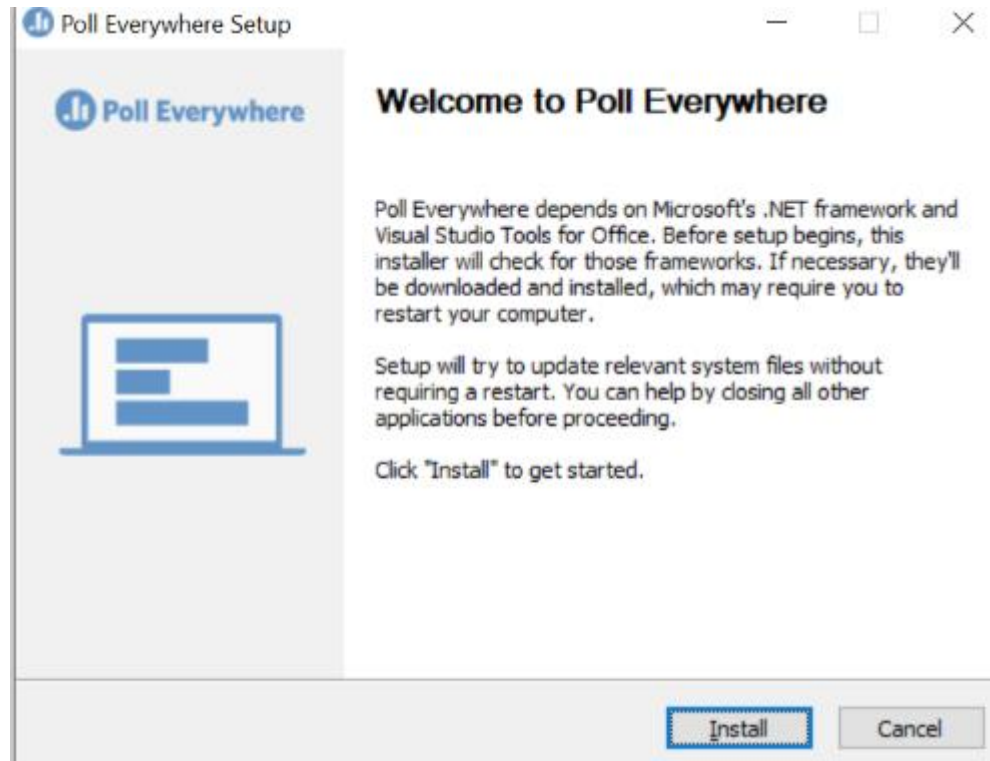 Poll Everywhere Setup
Poll Everywhere
Welcome to Poll Everywhere
Poll Everywhere depends on Microsoft's .NET framework and
Visual Studio Tools for Office. Before setup begins, this
installer will check for those frameworks. If necessary, they'll
be downloaded and installed, which may require you to
restart your computer.
Setup will try to update relevant system files without
requiring a restart. You can help by closing all other
applications before proceeding.
Click "Install" to get started.
Install
Cancel